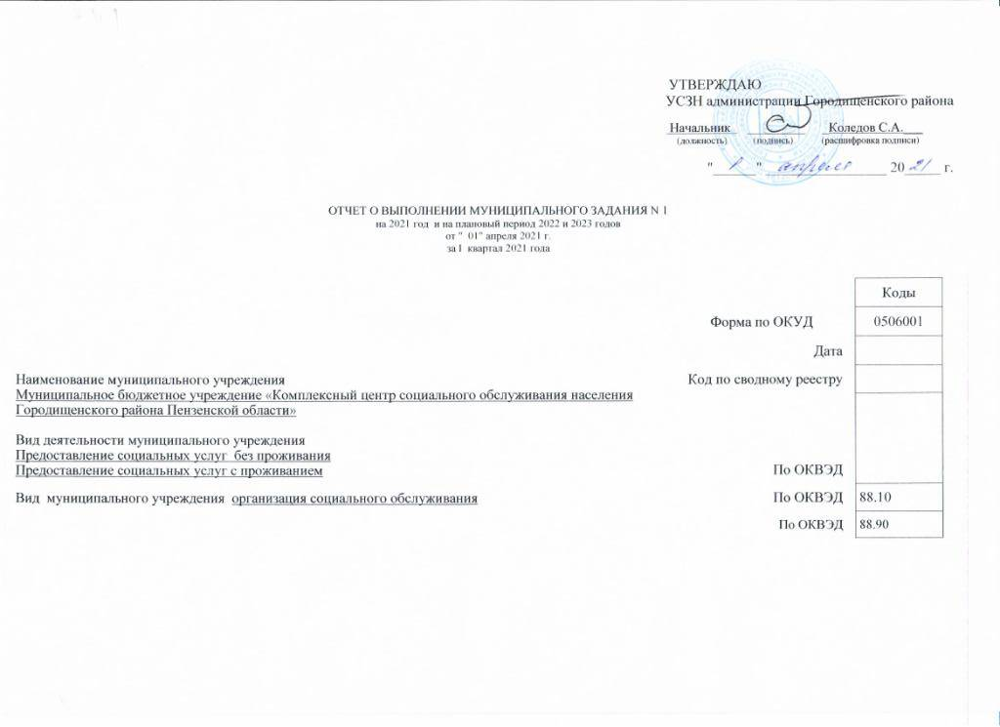 УТВЕРЖДАЮ
УСЗН администрации Городищенского района
Начальник Коледов С.А.
(должность) (подпись) (расшифровка подписи)
" 1 " апреля 2021 г.
ОТЧЕТ О ВЫПОЛНЕНИИ МУНИЦИПАЛЬНОГО ЗАДАНИЯ N 1
на 2021 год и на плановый период 2022 и 2023 годов
от " 01" апреля 2021 г.
за I квартал 2021 года
Коды
Форма по ОКУД 0506001
Дата
Наименование муниципального учреждения Код по сводному реестру
Муниципальное бюджетное учреждение «Комплексный центр социального обслуживания населения
Городищенского района Пензенской области»
Вид деятельности муниципального учреждения
Предоставление социальных услуг без проживания
Предоставление социальных услуг с проживанием По ОКВЭД
Вид муниципального учреждения организация социального обслуживания По ОКВЭД 88.10
По ОКВЭД 88.90